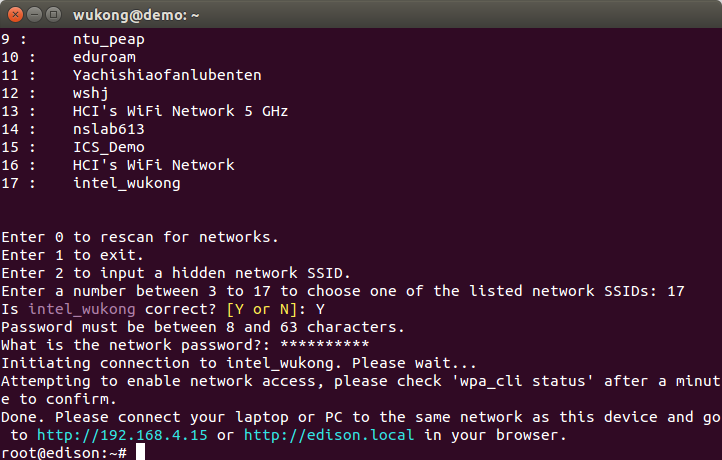 wukong@demo: ~
9 :     ntu_peap
10 :    eduroam
11 :    Yachishiaofanlubenten
12 :    wshj
13 :    HCI's WiFi Network 5 GHz
14 :    nslab613
15 :    ICS_Demo
16 :    HCI's WiFi Network
17 :    intel_wukong
Enter 0 to rescan for networks.
Enter 1 to exit.
Enter 2 to input a hidden network SSID.
Enter a number between 3 to 17 to choose one of the listed network SSIDs: 17
Is intel_wukong correct? [Y or N]: Y
Password must be between 8 and 63 characters.
What is the network password?: **********
Initiating connection to intel_wukong. Please wait...
Attempting to enable network access, please check 'wpa_cli status' after a minut
e to confirm.
Done. Please connect your laptop or PC to the same network as this device and go
 to http://192.168.4.15 or http://edison.local in your browser.
root@edison:~#